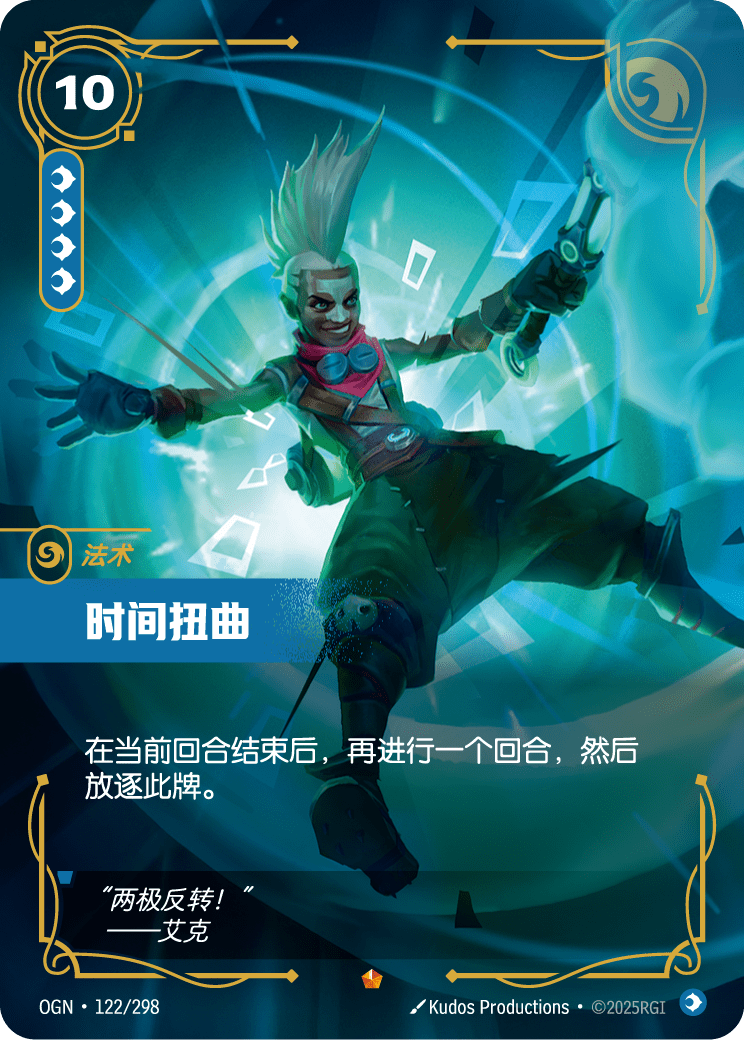 10
法术
时间扭曲
在当前回合结束后，再进行一个回合，然后
放逐此牌。
“两极反转！”
——艾克
OGN • 122/298
Kudos Productions • ©2025RGI